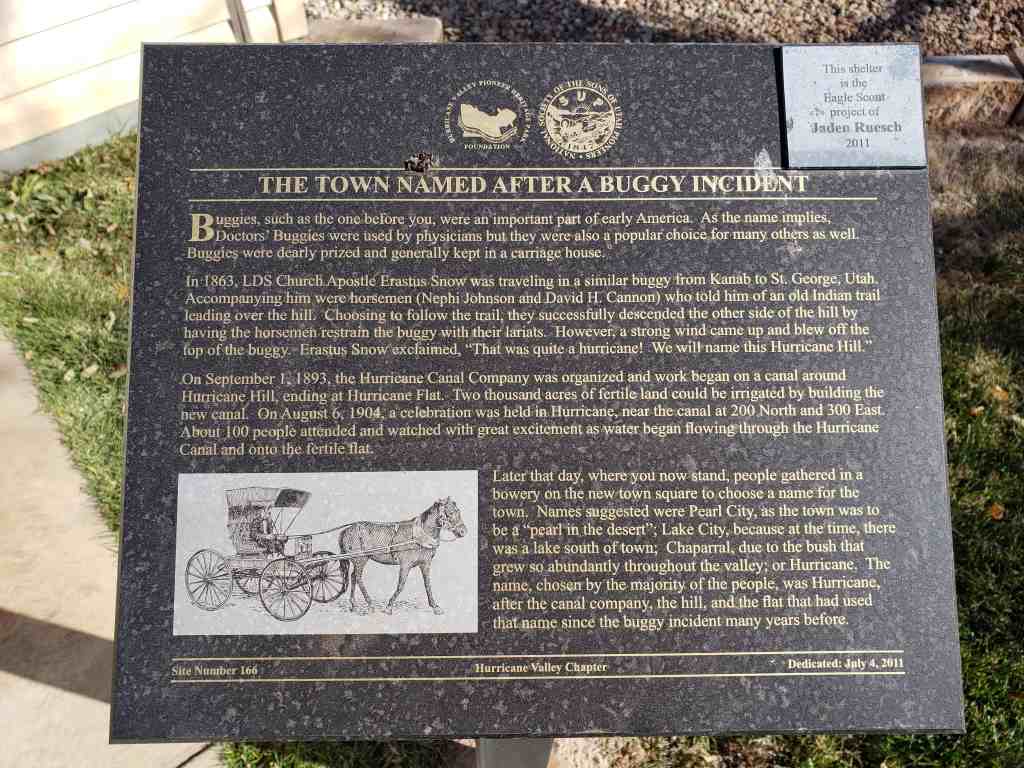 HURRICANE VALLEY PIONEER HERITAGE PARK
FOUNDATION
NATIONAL SOCIETY OF THE SONS OF UTAH PIONEERS
SUP
1847
This shelter
is the
Eagle Scout
project of
Jaden Ruesch
2011
THE TOWN NAMED AFTER A BUGGY INCIDENT
Buggies, such as the one before you, were an important part of early America. As the name implies,
Doctors' Buggies were used by physicians but they were also a popular choice for many others as well.
Buggies were dearly prized and generally kept in a carriage house.
In 1863, LDS Church Apostle Erastus Snow was traveling in a similar buggy from Kanab to St. George, Utah.
Accompanying him were horsemen (Nephi Johnson and David H. Cannon) who told him of an old Indian trail
leading over the hill. Choosing to follow the trail, they successfully descended the other side of the hill by
having the horsemen restrain the buggy with their lariats. However, a strong wind came up and blew off the
top of the buggy. Erastus Snow exclaimed, "That was quite a hurricane! We will name this Hurricane Hill."
On September 1, 1893, the Hurricane Canal Company was organized and work began on a canal around
Hurricane Hill, ending at Hurricane Flat. Two thousand acres of fertile land could be irrigated by building the
new canal. On August 6, 1904, a celebration was held in Hurricane, near the canal at 200 North and 300 East.
About 100 people attended and watched with great excitement as water began flowing through the Hurricane
Canal and onto the fertile flat.
Later that day, where you now stand, people gathered in a
bowery on the new town square to choose a name for the
town. Names suggested were Pearl City, as the town was to
be a "pearl in the desert"; Lake City, because at the time, there
was a lake south of town; Chaparral, due to the bush that
grew so abundantly throughout the valley; or Hurricane. The
name, chosen by the majority of the people, was Hurricane,
after the canal company, the hill, and the flat that had used
that name since the buggy incident many years before.
Site Number 166
Hurricane Valley Chapter
Dedicated: July 4, 2011